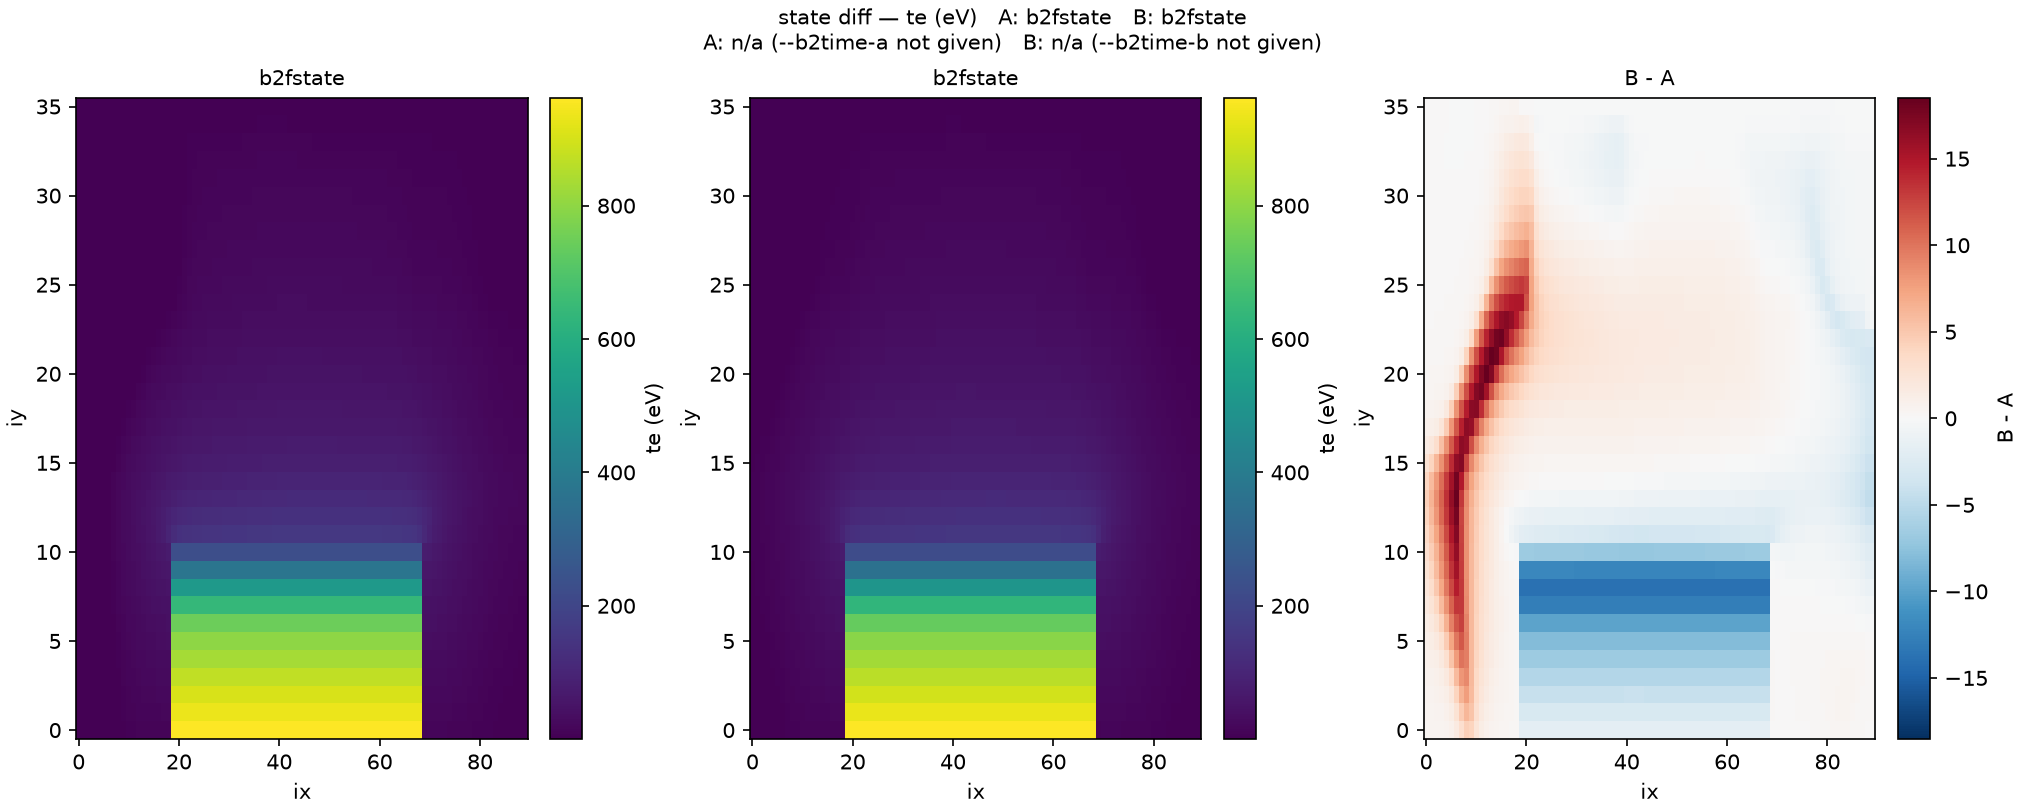 state diff — te (eV)   A: b2fstate   B: b2fstate
A: n/a (--b2time-a not given)   B: n/a (--b2time-b not given)
b2fstate
35
30
25
20
15
10
5
0
iy
0 20 40 60 80
ix
800
600
400
200
te (eV)
b2fstate
35
30
25
20
15
10
5
0
iy
0 20 40 60 80
ix
800
600
400
200
te (eV)
B - A
35
30
25
20
15
10
5
0
iy
0 20 40 60 80
ix
15
10
5
0
−5
−10
−15
B - A